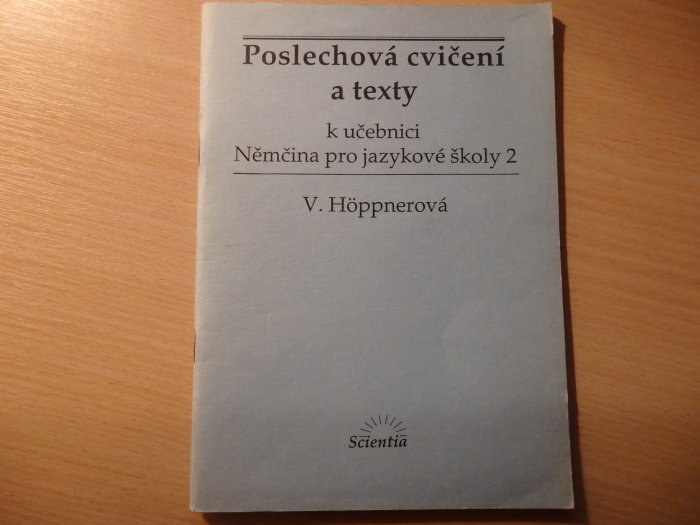 Poslechová cvičení
a texty
k učebnici
Němčina pro jazykové školy 2
V. Höppnerová
Scientia